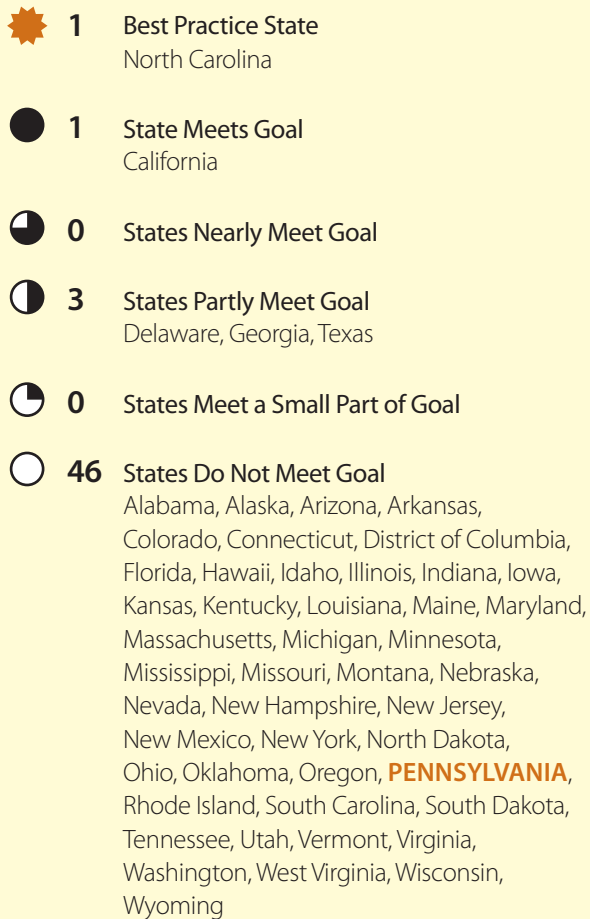 1 Best Practice State
North Carolina
1 State Meets Goal
California
0 States Nearly Meet Goal
3 States Partly Meet Goal
Delaware, Georgia, Texas
0 States Meet a Small Part of Goal
46 States Do Not Meet Goal
Alabama, Alaska, Arizona, Arkansas,
Colorado, Connecticut, District of Columbia,
Florida, Hawaii, Idaho, Illinois, Indiana, Iowa,
Kansas, Kentucky, Louisiana, Maine, Maryland,
Massachusetts, Michigan, Minnesota,
Mississippi, Missouri, Montana, Nebraska,
Nevada, New Hampshire, New Jersey,
New Mexico, New York, North Dakota,
Ohio, Oklahoma, Oregon, PENNSYLVANIA,
Rhode Island, South Carolina, South Dakota,
Tennessee, Utah, Vermont, Virginia,
Washington, West Virginia, Wisconsin,
Wyoming